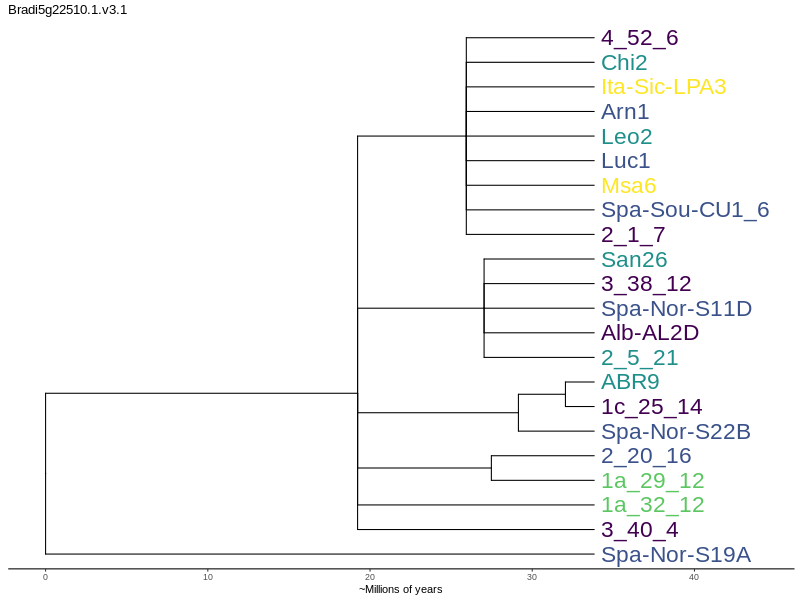 Bradi5g22510.1.v3.1
4_52_6
Chi2
Ita-Sic-LPA3
Arn1
Leo2
Luc1
Msa6
Spa-Sou-CU1_6
2_1_7
San26
3_38_12
Spa-Nor-S11D
Alb-AL2D
2_5_21
ABR9
1c_25_14
Spa-Nor-S22B
2_20_16
1a_29_12
1a_32_12
3_40_4
Spa-Nor-S19A
0 10 20 30 40
~Millions of years